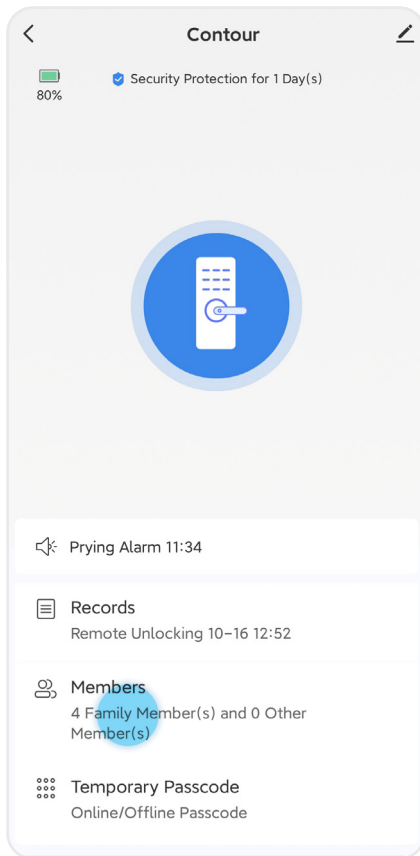 Contour
80%
Security Protection for 1 Day(s)
Prying Alarm 11:34
Records
Remote Unlocking 10-16 12:52
Members
4 Family Member(s) and 0 Other
Member(s)
Temporary Passcode
Online/Offline Passcode